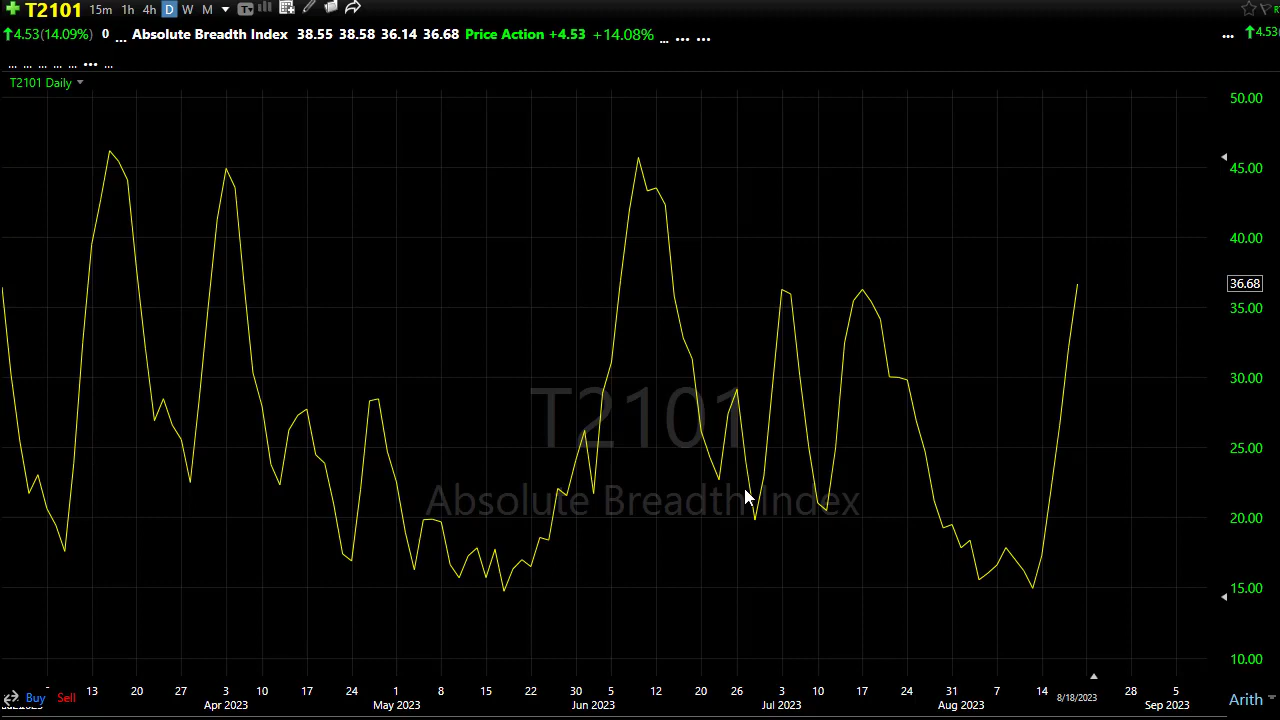 T2101 15m 1h 4h D W M
4.53(14.09%) 0 ... Absolute Breadth Index 38.55 38.58 36.14 36.68 Price Action +4.53 +14.08% ... ... ... ... 4.53(
... ... ... ... ... ... ...
T2101 Daily
50.00
45.00
40.00
36.68
35.00
30.00
T2101
25.00
Absolute Breadth Index
20.00
15.00
10.00
13 20 27 3 10 17 24 1 8 15 22 30 5 12 20 26 3 10 17 24 31 7 14 8/18/2023 28 5
Buy Sell Arith
Apr 2023 May 2023 Jun 2023 Jul 2023 Aug 2023 Sep 2023